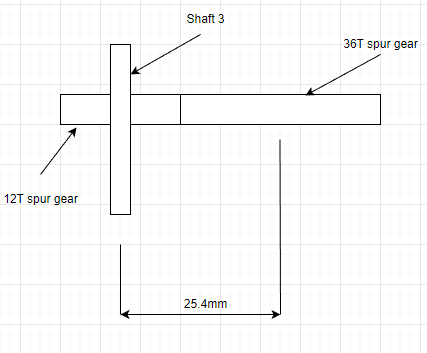 Shaft 3
36T spur gear
12T spur gear
25.4mm